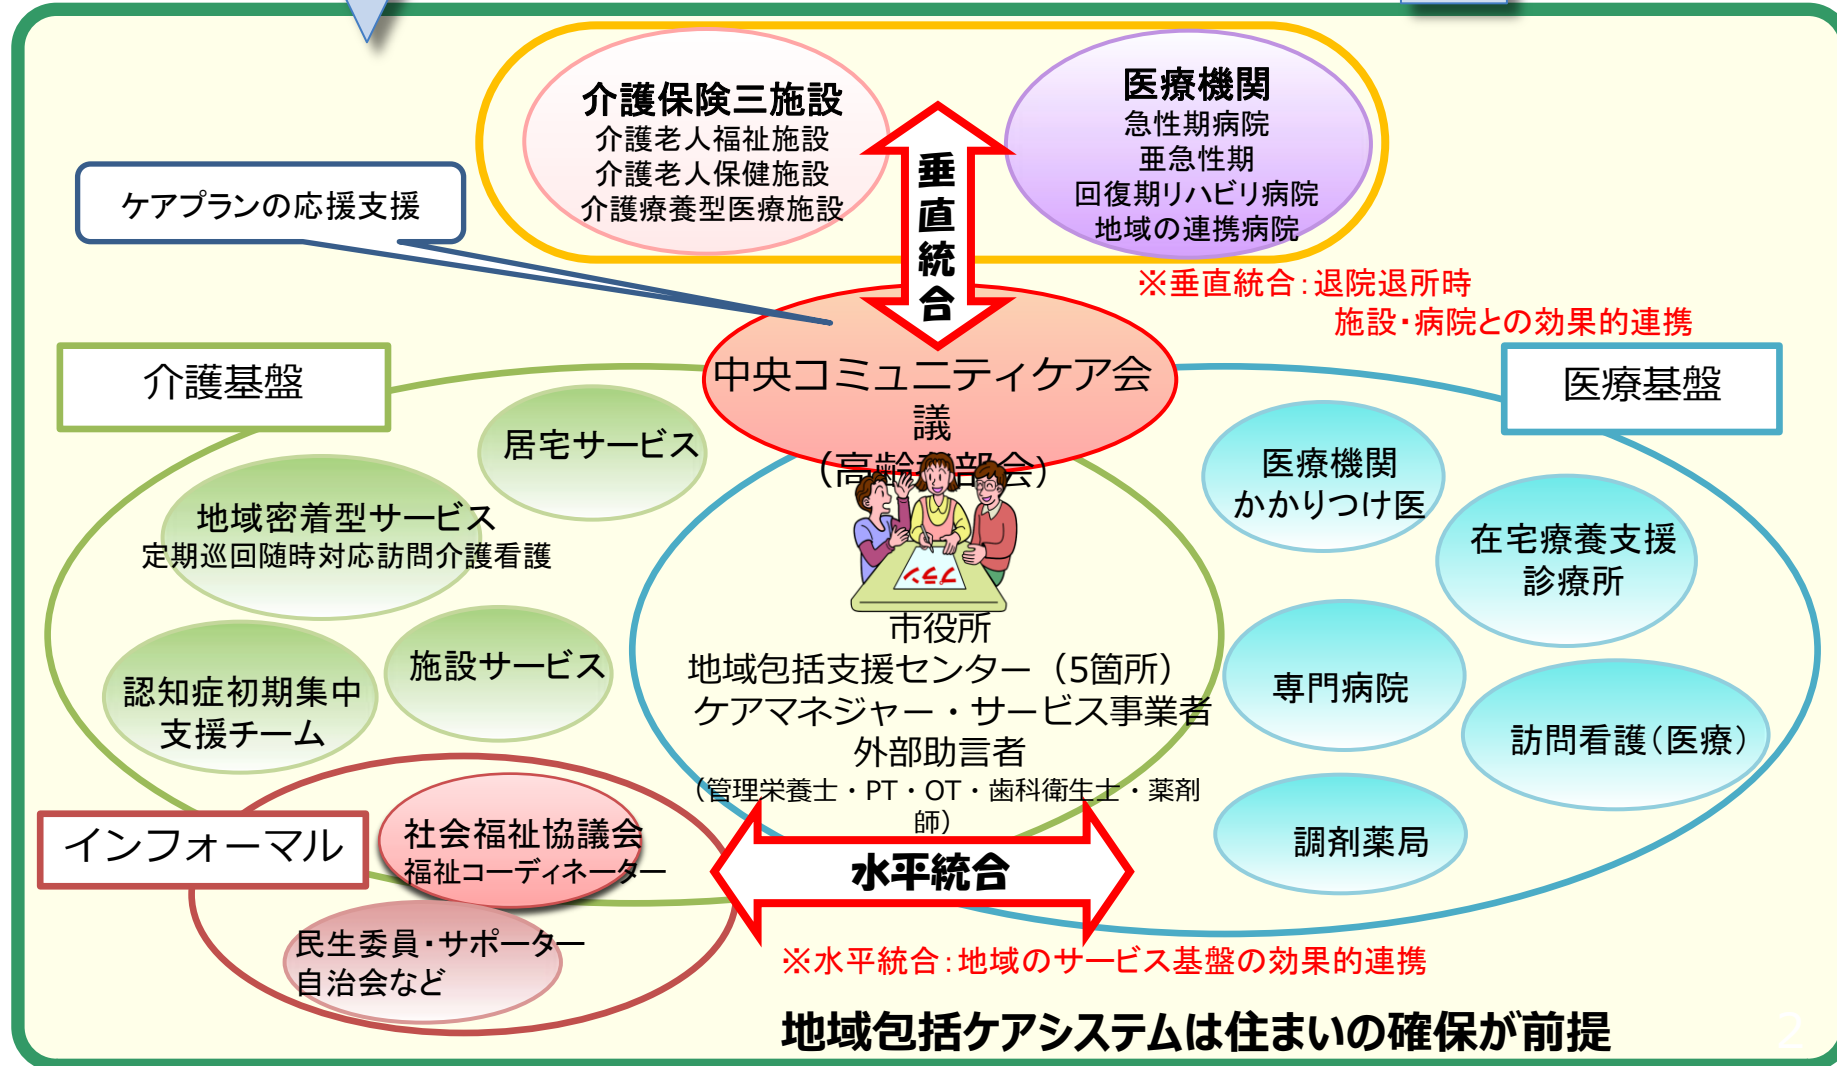 介護保険三施設
介護老人福祉施設
介護老人保健施設
介護療養型医療施設
医療機関
急性期病院
亜急性期
回復期リハビリ病院
地域の連携病院
垂直統合
ケアプランの応援支援
※垂直統合：退院退所時
施設・病院との効果的連携
中央コミュニティケア会
議
（高齢者部会）
介護基盤
居宅サービス
地域密着型サービス
定期巡回随時対応訪問介護看護
施設サービス
認知症初期集中
支援チーム
医療基盤
医療機関
かかりつけ医
在宅療養支援
診療所
専門病院
訪問看護（医療）
調剤薬局
プラン
市役所
地域包括支援センター（5箇所）
ケアマネジャー・サービス事業者
外部助言者
（管理栄養士・PT・OT・歯科衛生士・薬剤
師）
インフォーマル
社会福祉協議会
福祉コーディネーター
民生委員・サポーター
自治会など
水平統合
※水平統合：地域のサービス基盤の効果的連携
地域包括ケアシステムは住まいの確保が前提
2